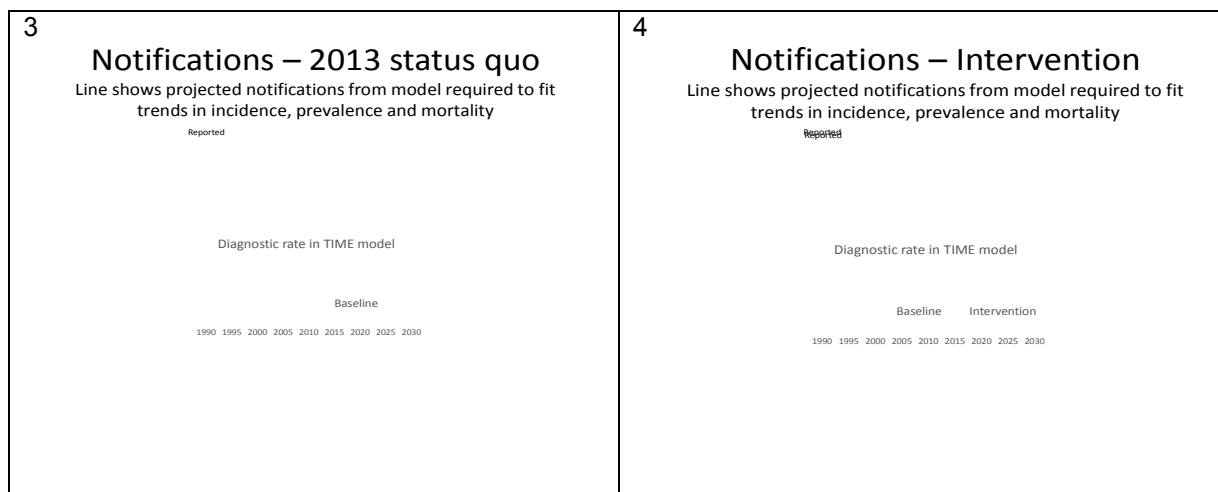 3
Notifications – 2013 status quo
Line shows projected notifications from model required to fit
trends in incidence, prevalence and mortality
Reported
Diagnostic rate in TIME model
Baseline
1990 1995 2000 2005 2010 2015 2020 2025 2030
4
Notifications – Intervention
Line shows projected notifications from model required to fit
trends in incidence, prevalence and mortality
Reported
Reported
Diagnostic rate in TIME model
Baseline Intervention
1990 1995 2000 2005 2010 2015 2020 2025 2030